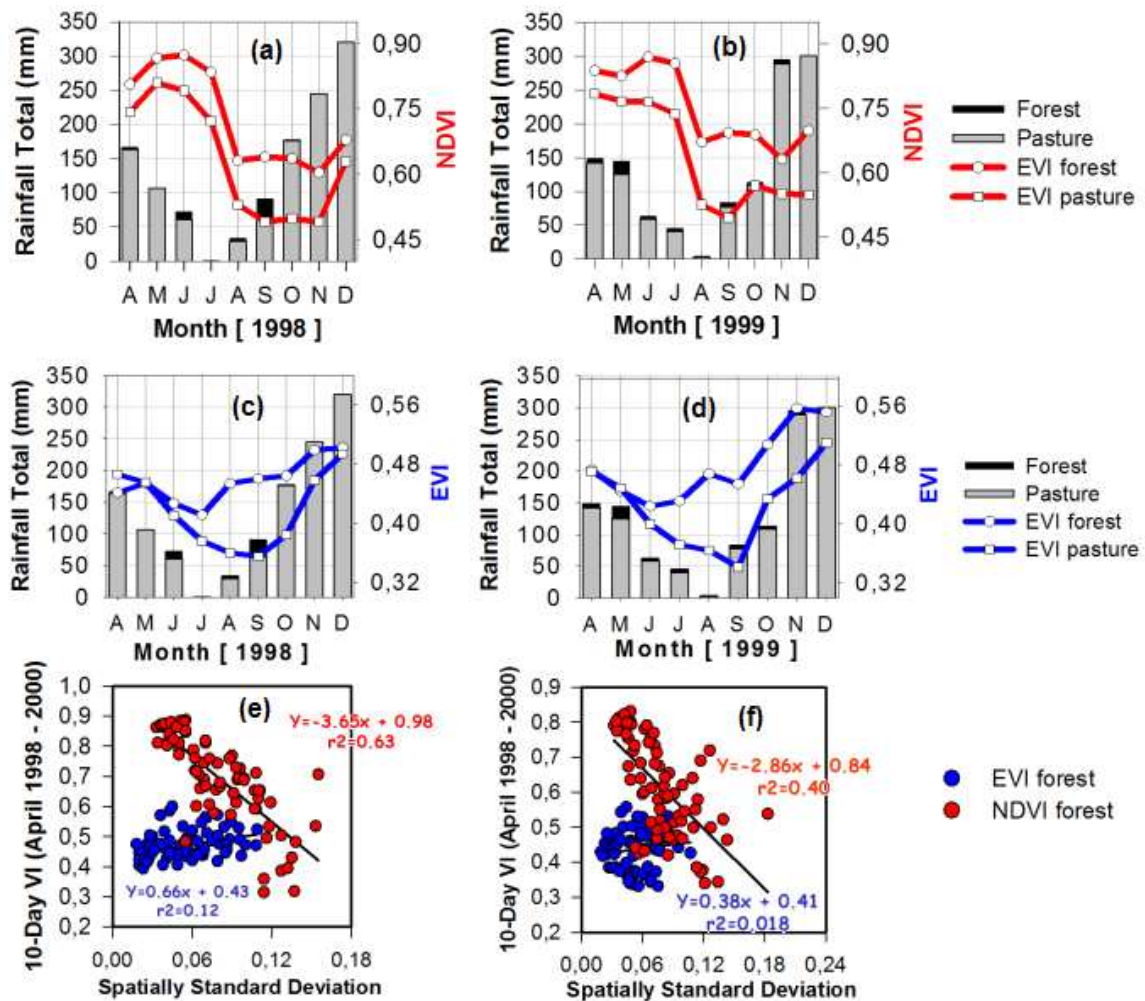 (a)
Rainfall Total (mm)
350
300
250
200
150
100
50
0
0,90
0,75
0,60
0,45
NDVI
A M J J A S O N D
Month [ 1998 ]
(b)
Rainfall Total (mm)
350
300
250
200
150
100
50
0
0,90
0,75
0,60
0,45
NDVI
A M J J A S O N D
Month [ 1999 ]
Forest
Pasture
EVI forest
EVI pasture
(c)
Rainfall Total (mm)
350
300
250
200
150
100
50
0
0,56
0,48
0,40
0,32
EVI
A M J J A S O N D
Month [ 1998 ]
(d)
Rainfall Total (mm)
350
300
250
200
150
100
50
0
0,56
0,48
0,40
0,32
EVI
A M J J A S O N D
Month [ 1999 ]
Forest
Pasture
EVI forest
EVI pasture
(e)
10-Day VI (April 1998 - 2000)
1,0
0,9
0,8
0,7
0,6
0,5
0,4
0,3
0,2
Y=-3.65x + 0.98
r2=0.63
Y=0.66x + 0.43
r2=0.12
0,00 0,06 0,12 0,18
Spatially Standard Deviation
(f)
10-Day VI (April 1998 - 2000)
0,9
0,8
0,7
0,6
0,5
0,4
0,3
0,2
Y=-2.86x + 0.84
r2=0.40
Y=0.38x + 0.41
r2=0.018
0,00 0,06 0,12 0,18 0,24
Spatially Standard Deviation
EVI forest
NDVI forest